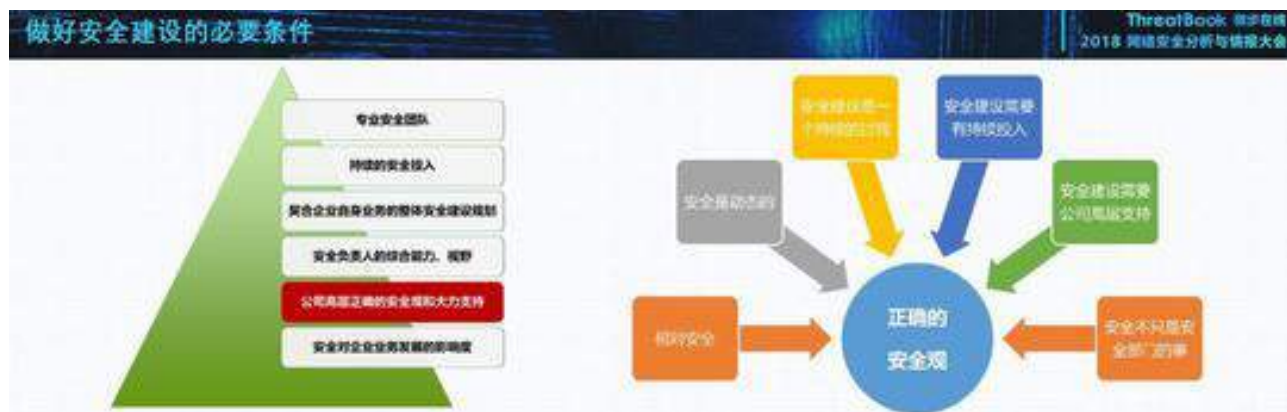 做好安全建设的必要条件
ThreatBook 微步在线
2018 网络安全分析与情报大会
专业安全团队
持续的安全投入
契合企业自身业务的整体安全建设规划
安全负责人的综合能力、视野
公司高层正确的安全观和大力支持
安全对企业业务发展的影响度
安全建设是一
个持续的过程
安全建设需要
有持续投入
安全是动态的
安全建设需要
公司高层支持
相对安全
正确的
安全观
安全不只是安
全部门的事